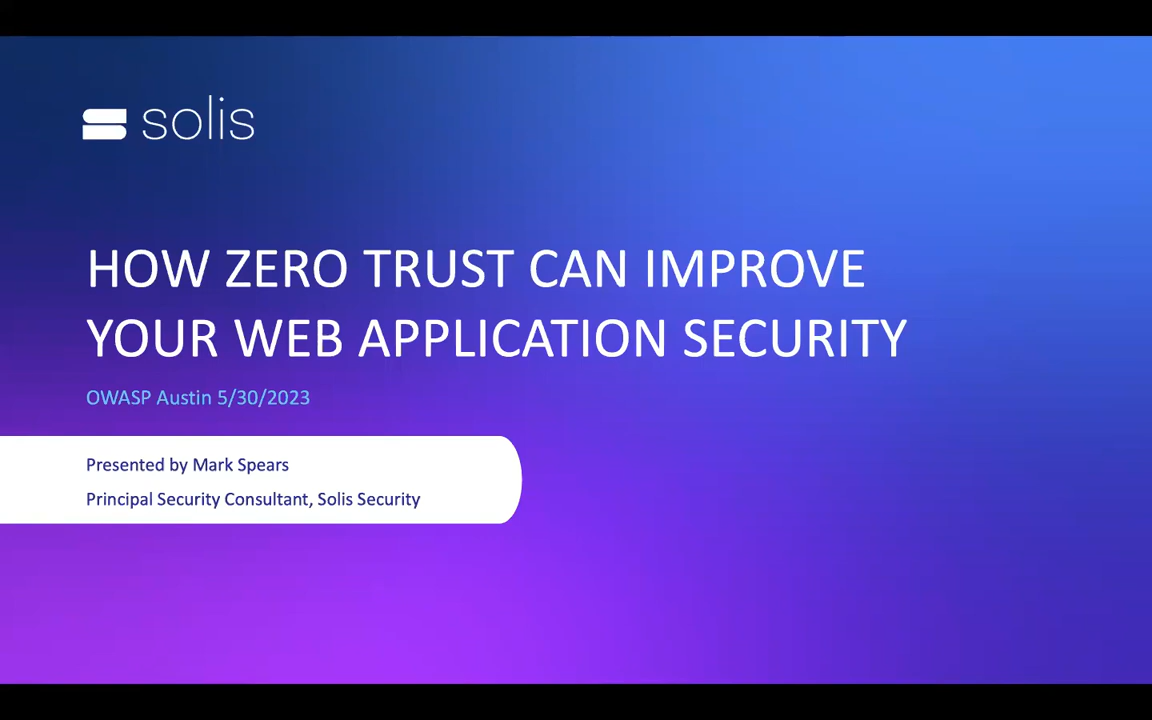 solis
HOW ZERO TRUST CAN IMPROVE
YOUR WEB APPLICATION SECURITY
OWASP Austin 5/30/2023
Presented by Mark Spears
Principal Security Consultant, Solis Security